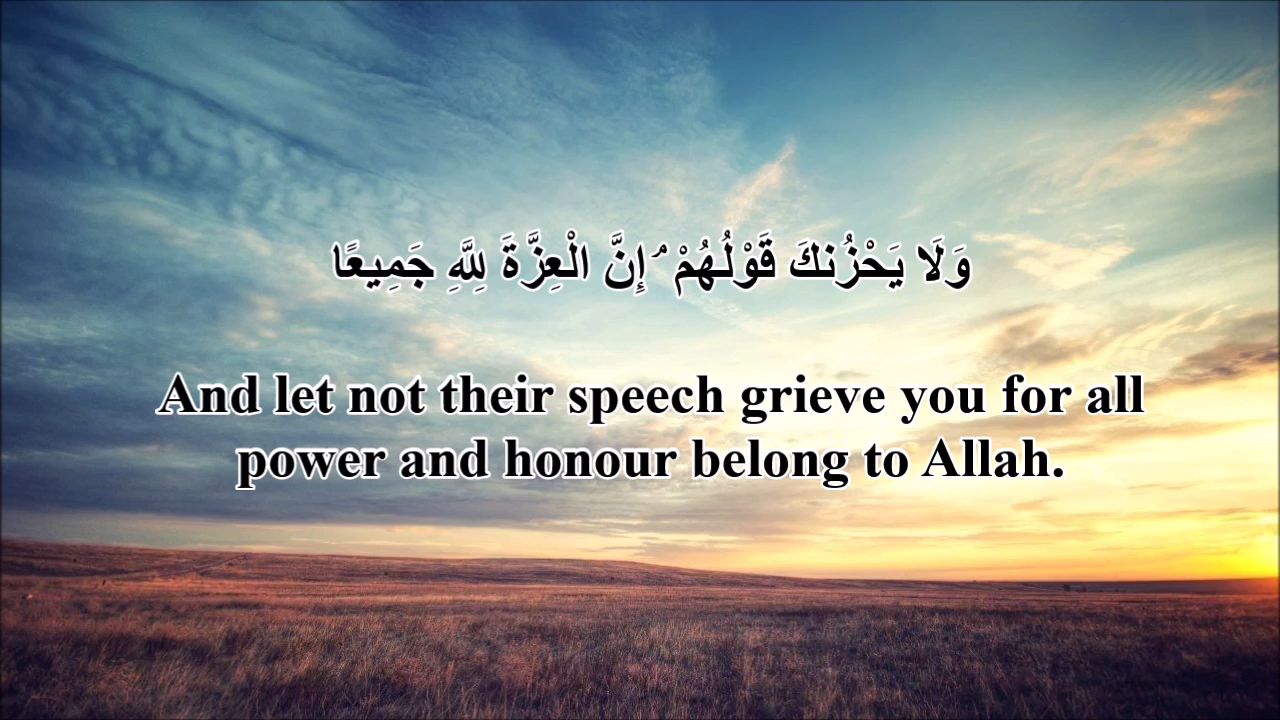 وَلَا يَحْزُنكَ قَوْلُهُمْ ۘ إِنَّ الْعِزَّةَ لِلَّهِ جَمِيعًا
And let not their speech grieve you for all
power and honour belong to Allah.